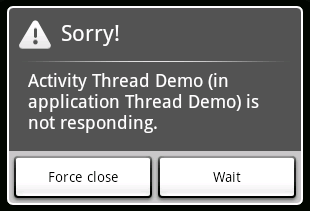 Sorry!
Activity Thread Demo (in
application Thread Demo) is
not responding.
Force close
Wait